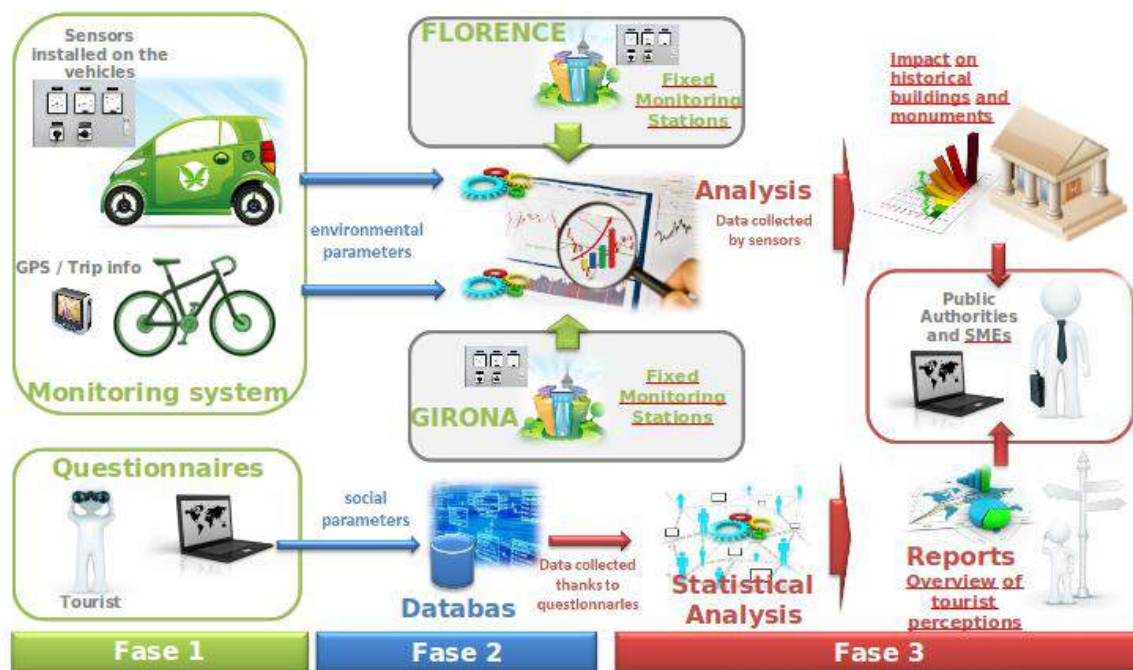 Sensors
installed on the
vehicles
GPS / Trip info
Monitoring system
environmental
parameters
FLORENCE
Fixed
Monitoring
Stations
Analysis
Data collected
by sensors
GIRONA
Fixed
Monitoring
Stations
Impact on
historical
buildings and
monuments
Public
Authorities
and SMEs
Questionnaires
Tourist
social
parameters
Databas
Data collected
thanks to
questionnaries
Statistical
Analysis
Reports
Overview of
tourist
perceptions
Fase 1
Fase 2
Fase 3